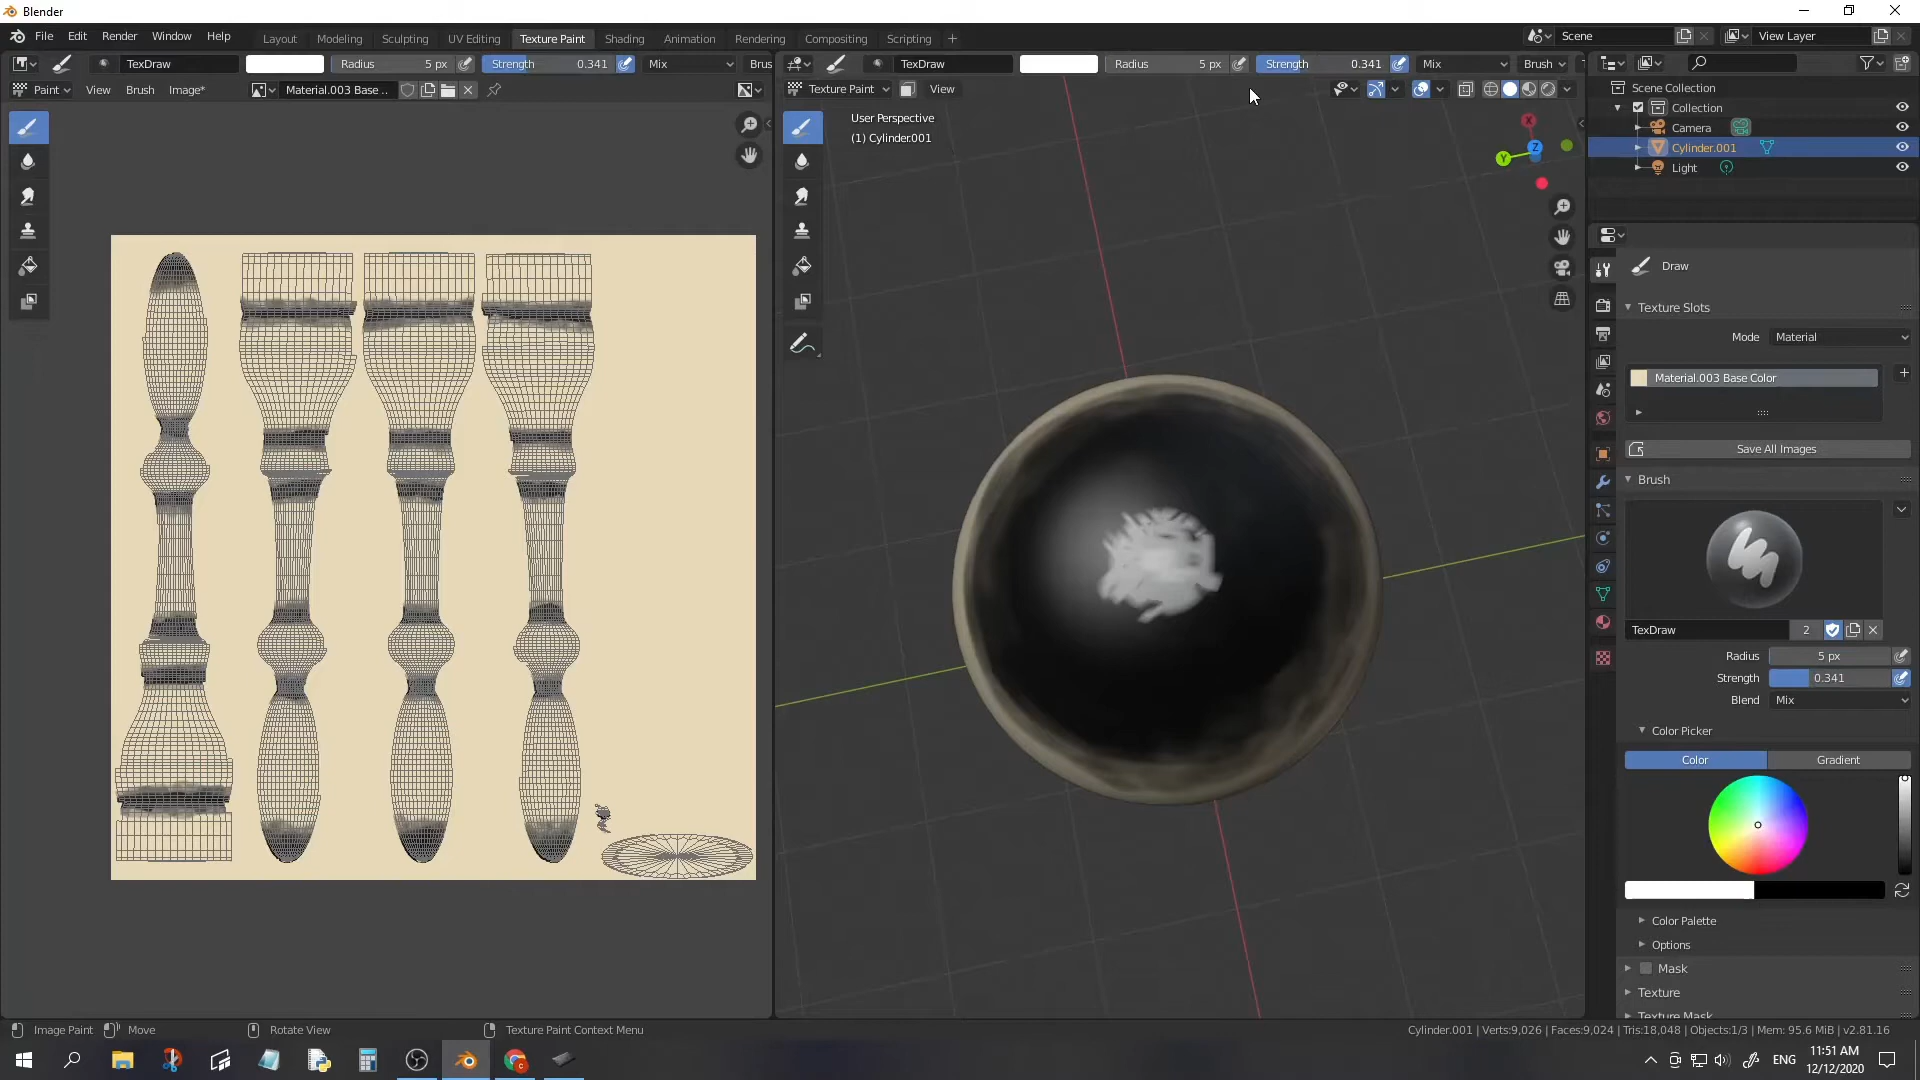 Blender
File Edit Render Window Help Layout Modeling Sculpting UV Editing Texture Paint Shading Animation Rendering Compositing Scripting + Scene View Layer
TexDraw Radius 5 px Strength 0.341 Mix Brus TexDraw Radius 5 px Strength 0.341 Mix Brush
Paint View Brush Image* Material.003 Base .. Texture Paint View
User Perspective
(1) Cylinder.001
X
Y
Z
Scene Collection
Collection
Camera
Cylinder.001
Light
Draw
Texture Slots
Mode Material
Material.003 Base Color
Save All Images
Brush
TexDraw 2
Radius 5 px
Strength 0.341
Blend Mix
Color Picker
Color Gradient
Color Palette
Options
Mask
Texture
Texture Mask
Image Paint Move Rotate View Texture Paint Context Menu Cylinder.001 | Verts:9,026 | Faces:9,024 | Tris:18,048 | Objects:1/3 | Mem: 95.6 MiB | v2.81.16
ENG 11:51 AM
12/12/2020